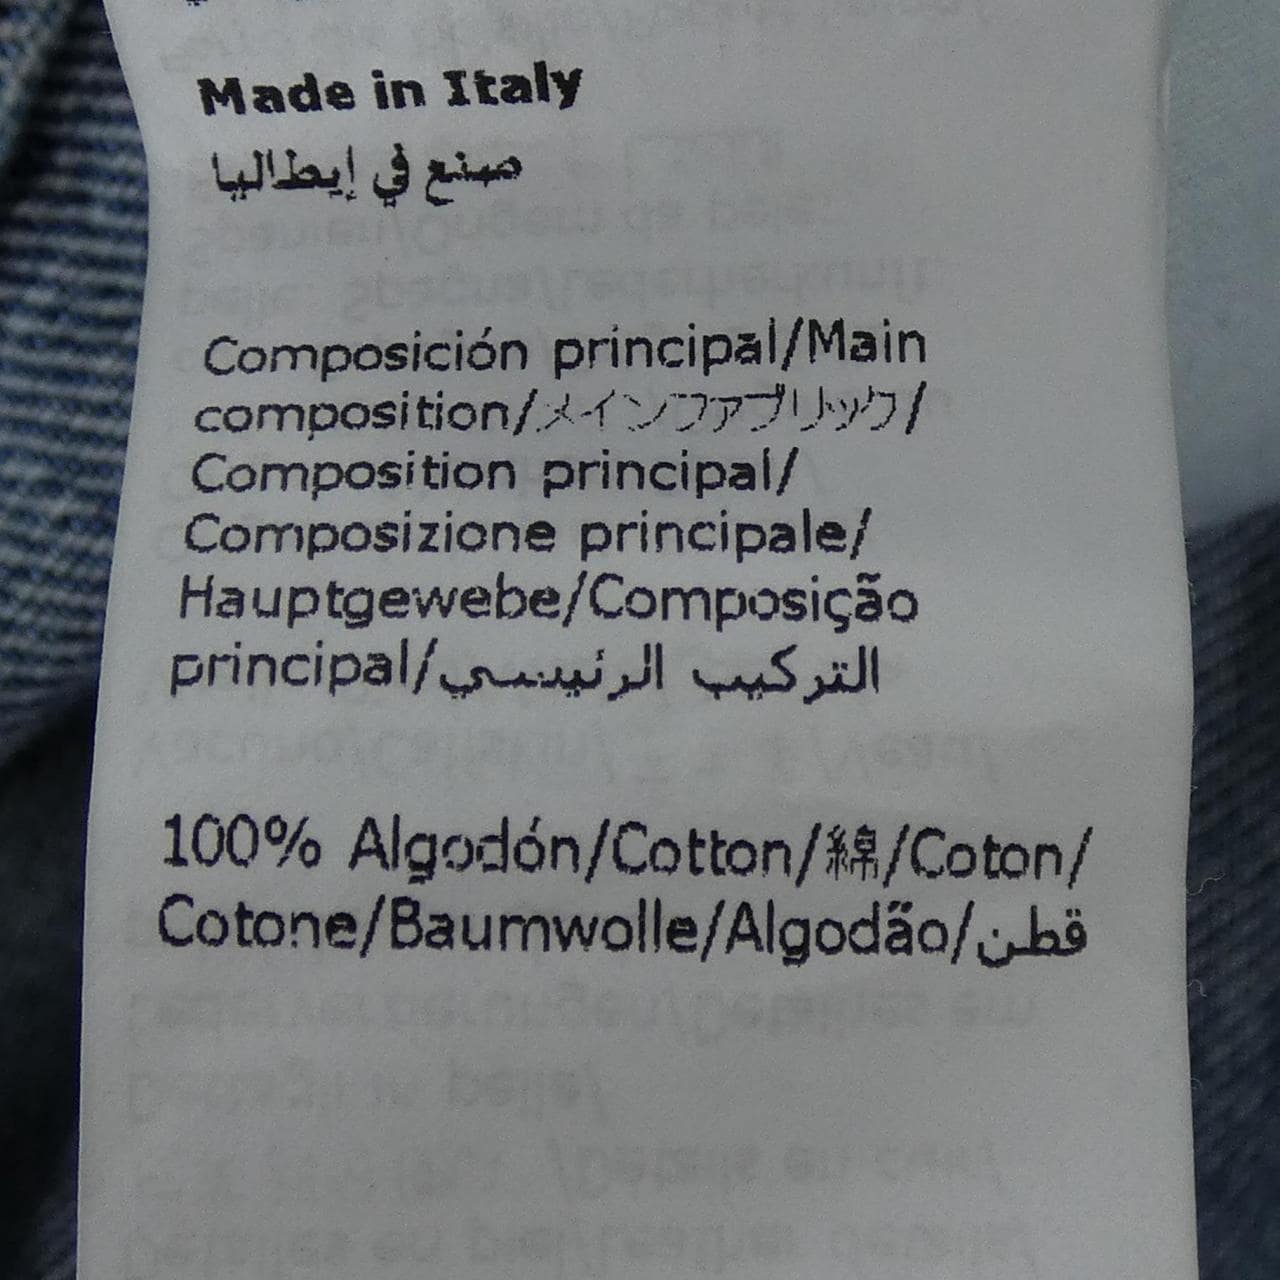 Made in Italy
صنع في إيطاليا
Composición principal/Main
composition/メインファブリック/
Composition principal/
Composizione principale/
Hauptgewebe/Composição
principal/التركيب الرئيسي
100% Algodón/Cotton/綿/Coton/
Cotone/Baumwolle/Algodão/قطن